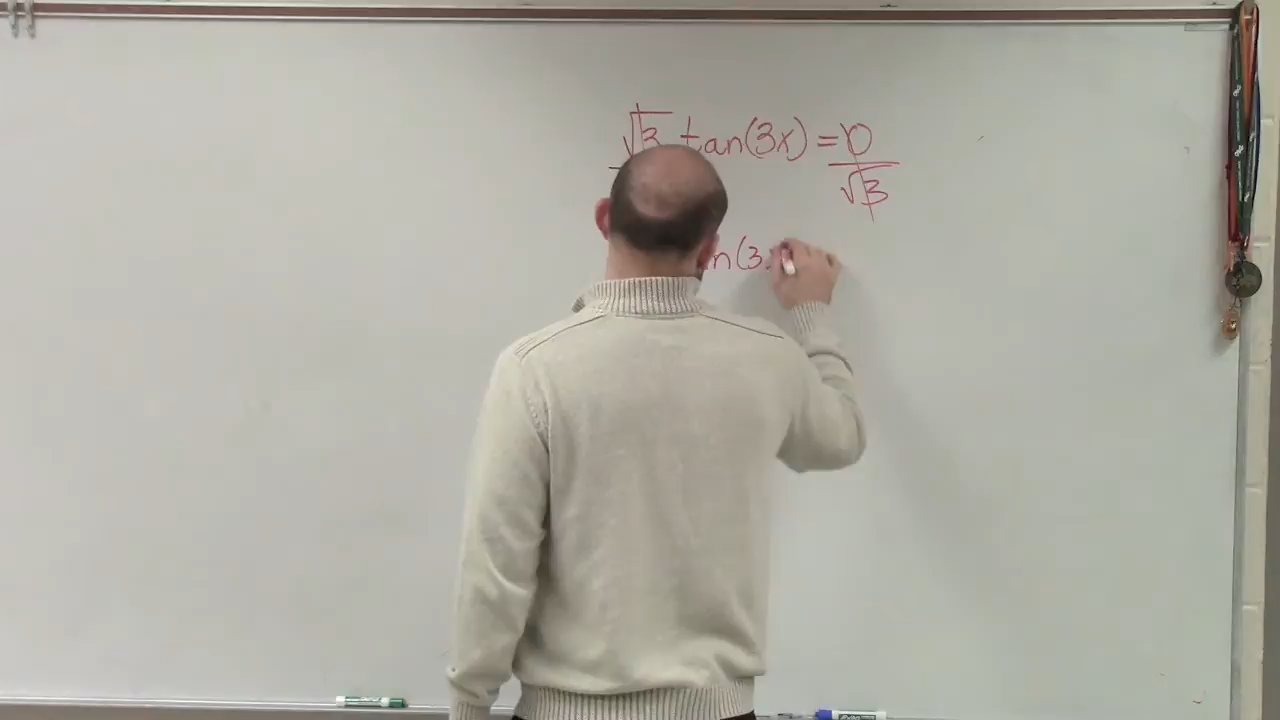 √3 tan(3x) = 0
√3
n(3